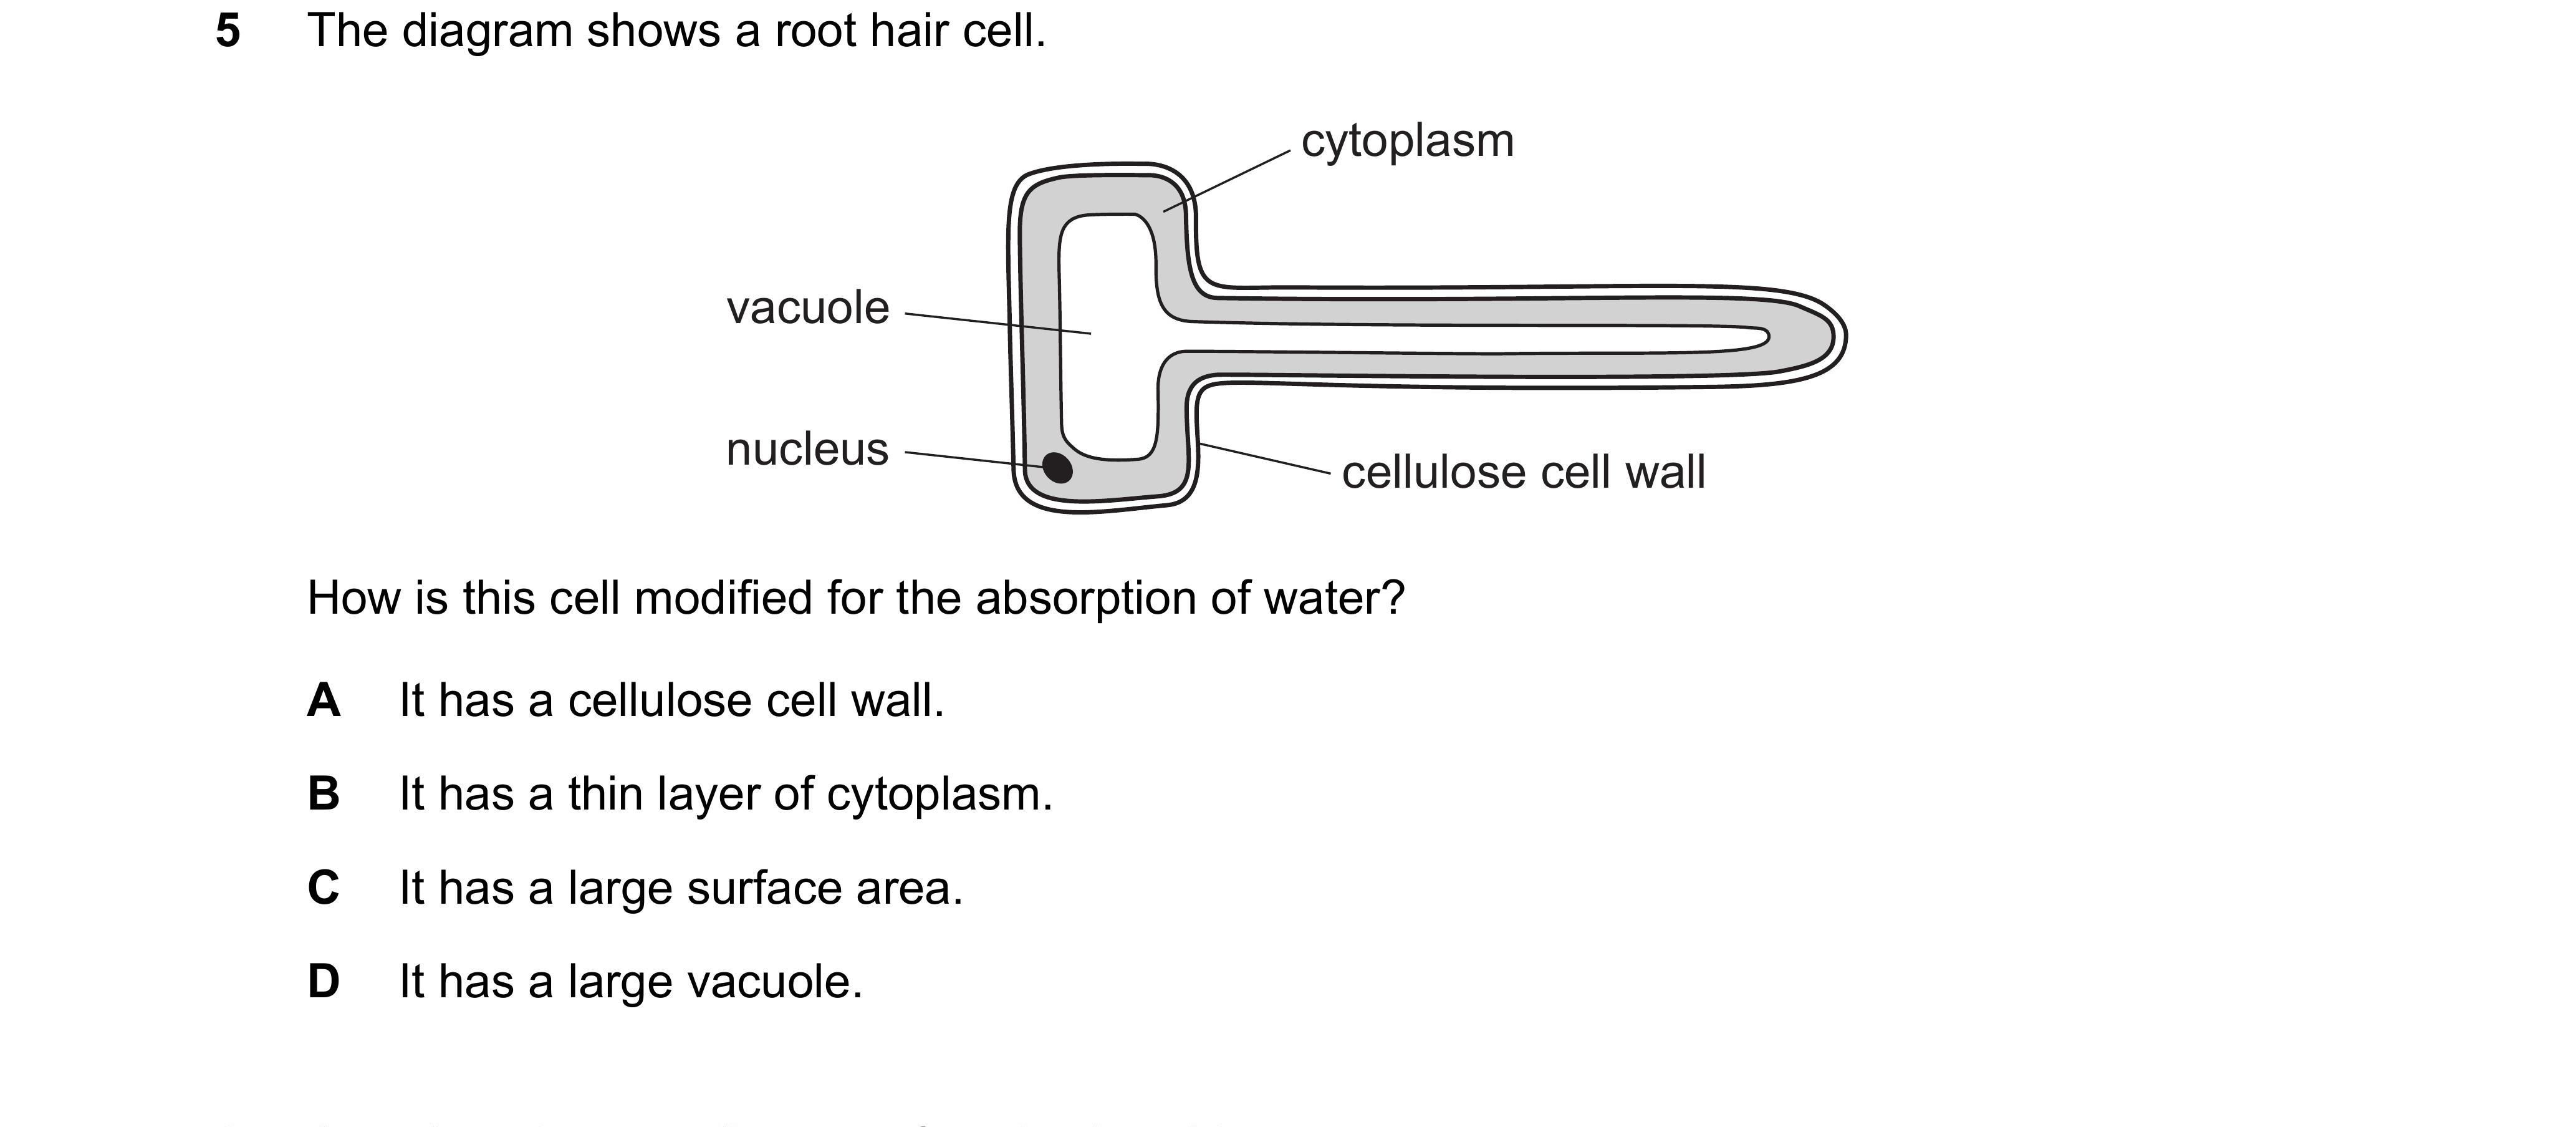 5 The diagram shows a root hair cell.
cytoplasm
vacuole
nucleus
cellulose cell wall
How is this cell modified for the absorption of water?
A It has a cellulose cell wall.
B It has a thin layer of cytoplasm.
C It has a large surface area.
D It has a large vacuole.